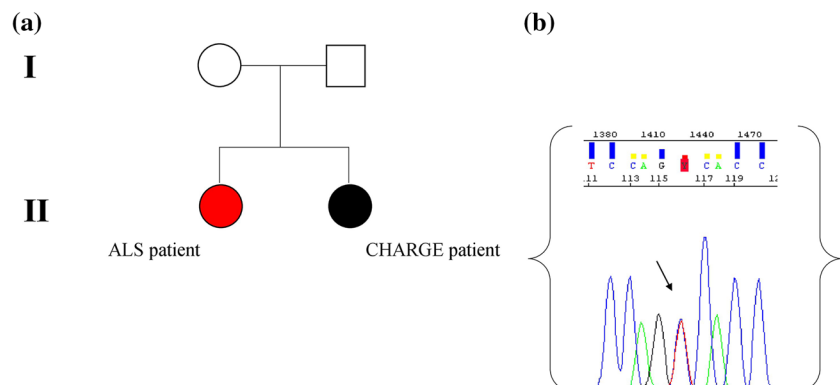 (a)
I
II
ALS patient
CHARGE patient
(b)
1380 1410 1440 1470
T C C A G N C A C C
113 115 117 119